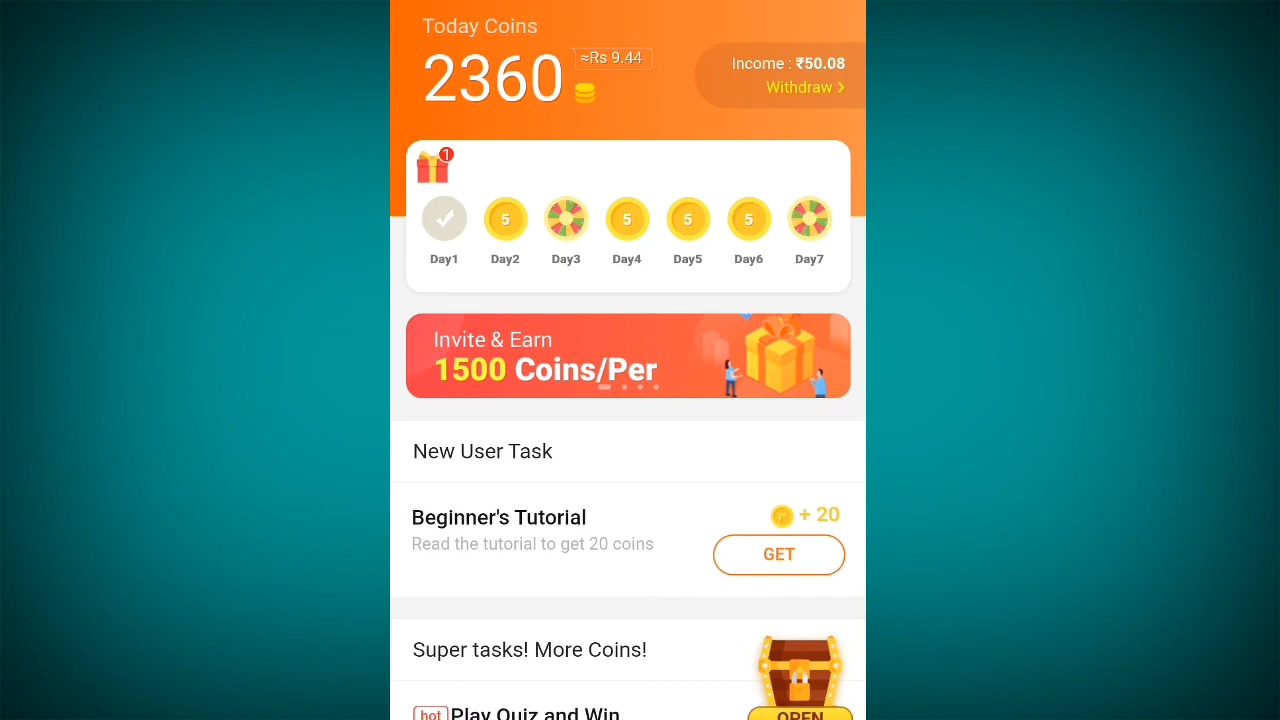 Today Coins
2360
≈Rs 9.44
Income : ₹50.08
Withdraw
1
5
5
5
5
Day1 Day2 Day3 Day4 Day5 Day6 Day7
Invite & Earn
1500 Coins/Per
New User Task
Beginner's Tutorial
+ 20
Read the tutorial to get 20 coins
GET
Super tasks! More Coins!
hot Play Quiz and Win
OPEN